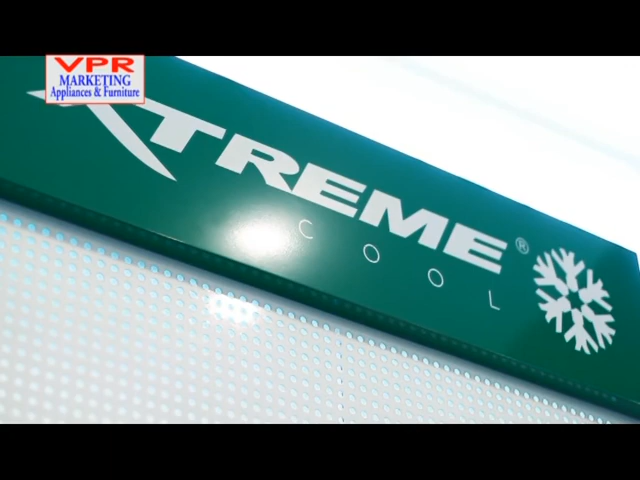 VPR
MARKETING
Appliances & Furniture
XTREME®
COOL